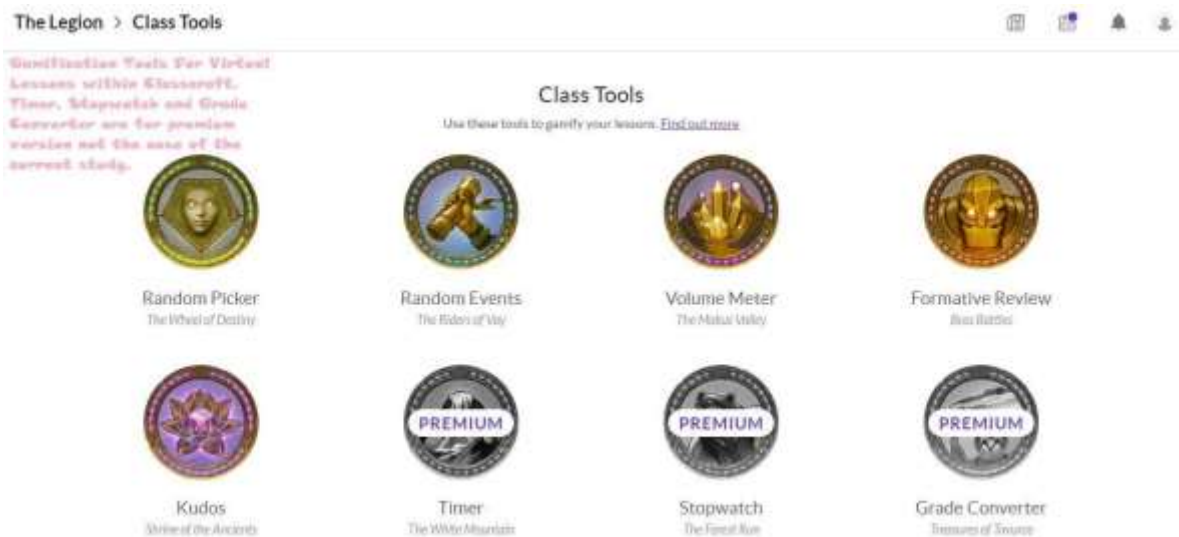 The Legion > Class Tools
Gamification Tools For Virtual
Lessons within Classcraft.
Timer, Stopwatch and Grade
Converter are for premium
version not the case of the
current study.
Class Tools
Use these tools to gamify your lessons. Find out more
Random Picker
The Wheel of Destiny
Random Events
The Riders of Vay
Volume Meter
The Valley
Formative Review
Boss Battles
Kudos
Shrine of the Ancients
PREMIUM
Timer
The White Mountain
PREMIUM
Stopwatch
The Forest Run
PREMIUM
Grade Converter
Treasures of